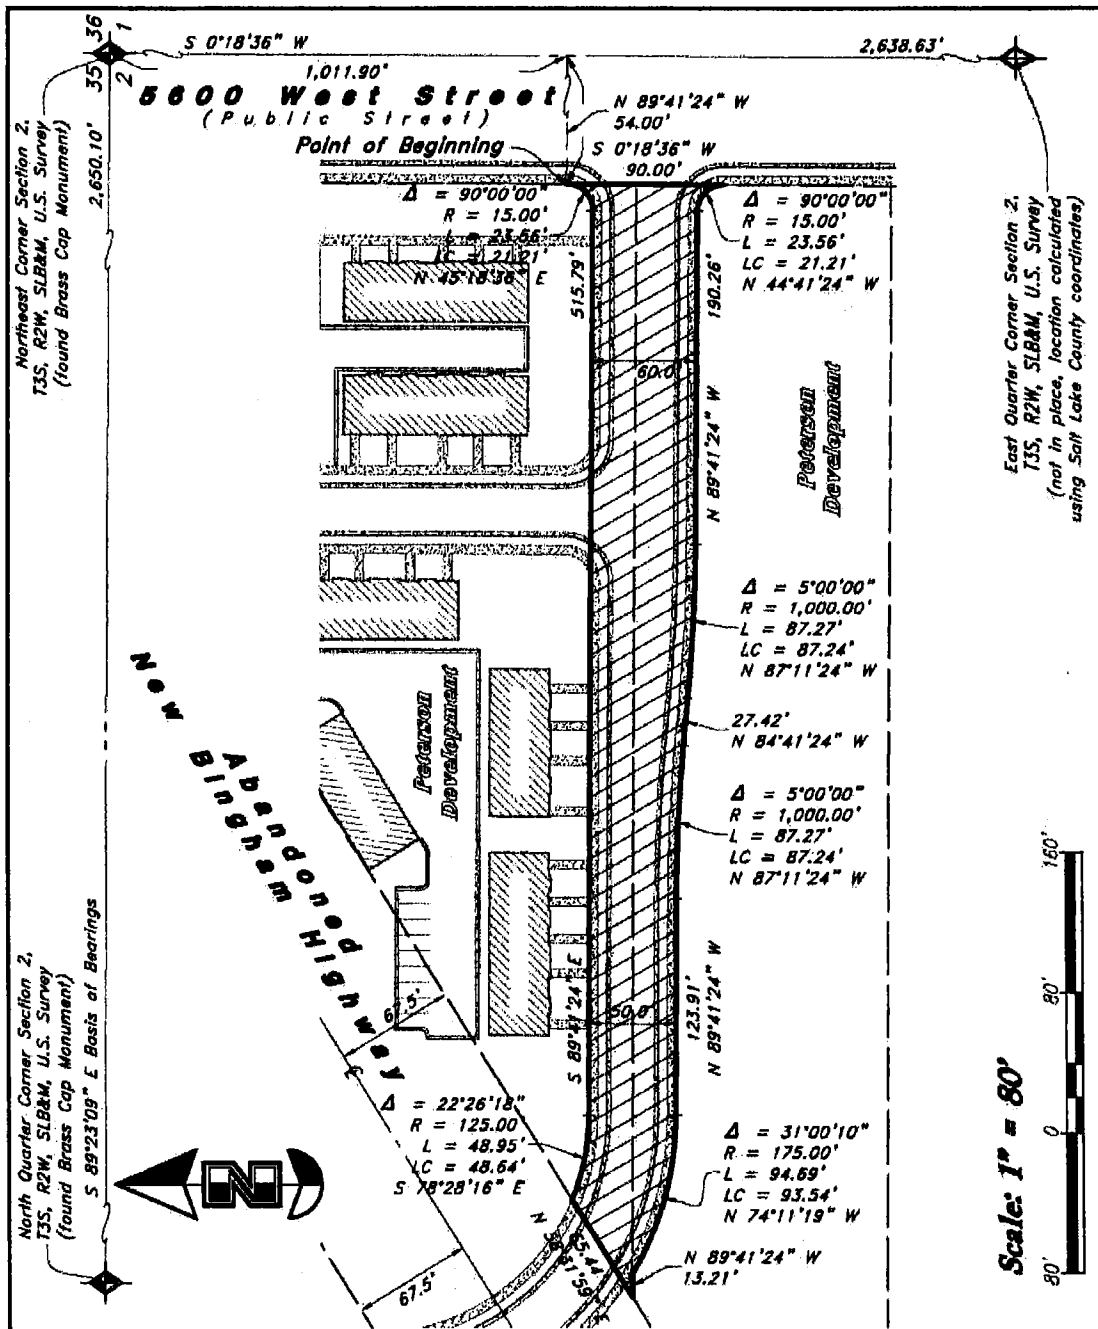 36
1
35
2
S 0°18'36" W
2,638.63'
1,011.90'
5600 West Street
(Public Street)
Point of Beginning
N 89°41'24" W
54.00'
S 0°18'36" W
90.00'
Northeast Corner Section 2,
T3S, R2W, SLB&M, U.S. Survey
(found Brass Cap Monument)
2,650.10'
Δ = 90°00'00"
R = 15.00'
L = 23.56'
LC = 21.21'
N 45°18'36" E
Δ = 90°00'00"
R = 15.00'
L = 23.56'
LC = 21.21'
N 44°41'24" W
515.79'
190.26'
60.0'
N 89°41'24" W
Peterson
Development
East Quarter Corner Section 2,
T3S, R2W, SLB&M, U.S. Survey
(not in place, location calculated
using Salt Lake County coordinates)
Δ = 5°00'00"
R = 1,000.00'
L = 87.27'
LC = 87.24'
N 87°11'24" W
27.42'
N 84°41'24" W
Δ = 5°00'00"
R = 1,000.00'
L = 87.27'
LC = 87.24'
N 87°11'24" W
Peterson
Development
Abandoned
New Bingham Highway
67.5'
S 89°41'24" E
50.0'
123.91'
N 89°41'24" W
North Quarter Corner Section 2,
T3S, R2W, SLB&M, U.S. Survey
(found Brass Cap Monument)
S 89°23'09" E Basis of Bearings
N
Δ = 22°26'18"
R = 125.00'
L = 48.95'
LC = 48.64'
S 78°28'16" E
Δ = 31°00'10"
R = 175.00'
L = 94.69'
LC = 93.54'
N 74°11'19" W
N 89°41'24" W
13.21'
67.5'
Scale: 1" = 80'
80'
0
80'
160'